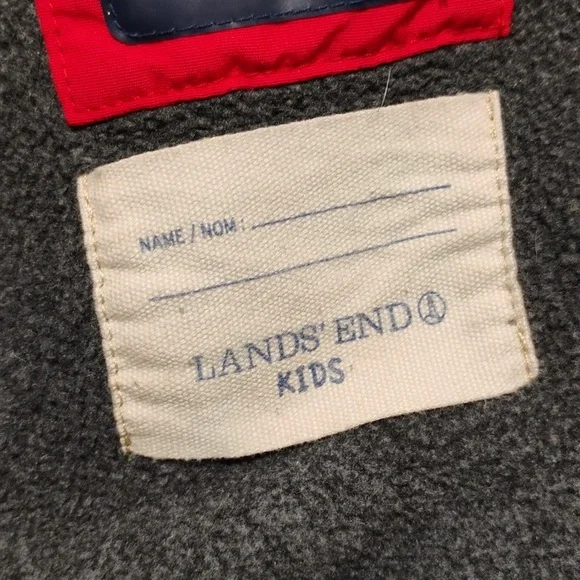 NAME / NOM :
LANDS' END
KIDS